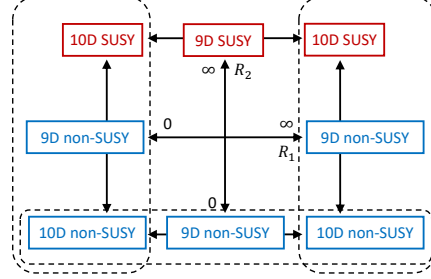 10D SUSY 9D SUSY 10D SUSY
∞ R₂
0 ∞
9D non-SUSY 9D non-SUSY
R₁
0
10D non-SUSY 9D non-SUSY 10D non-SUSY